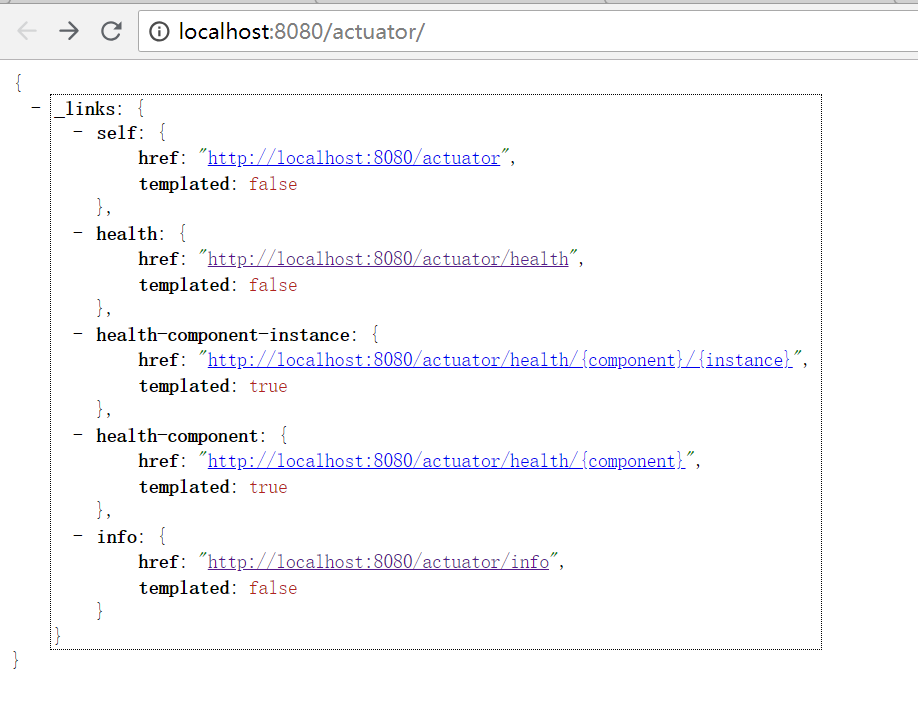 localhost:8080/actuator/
{
- _links: {
- self: {
href: "http://localhost:8080/actuator",
templated: false
},
- health: {
href: "http://localhost:8080/actuator/health",
templated: false
},
- health-component-instance: {
href: "http://localhost:8080/actuator/health/{component}/{instance}",
templated: true
},
- health-component: {
href: "http://localhost:8080/actuator/health/{component}",
templated: true
},
- info: {
href: "http://localhost:8080/actuator/info",
templated: false
}
}
}